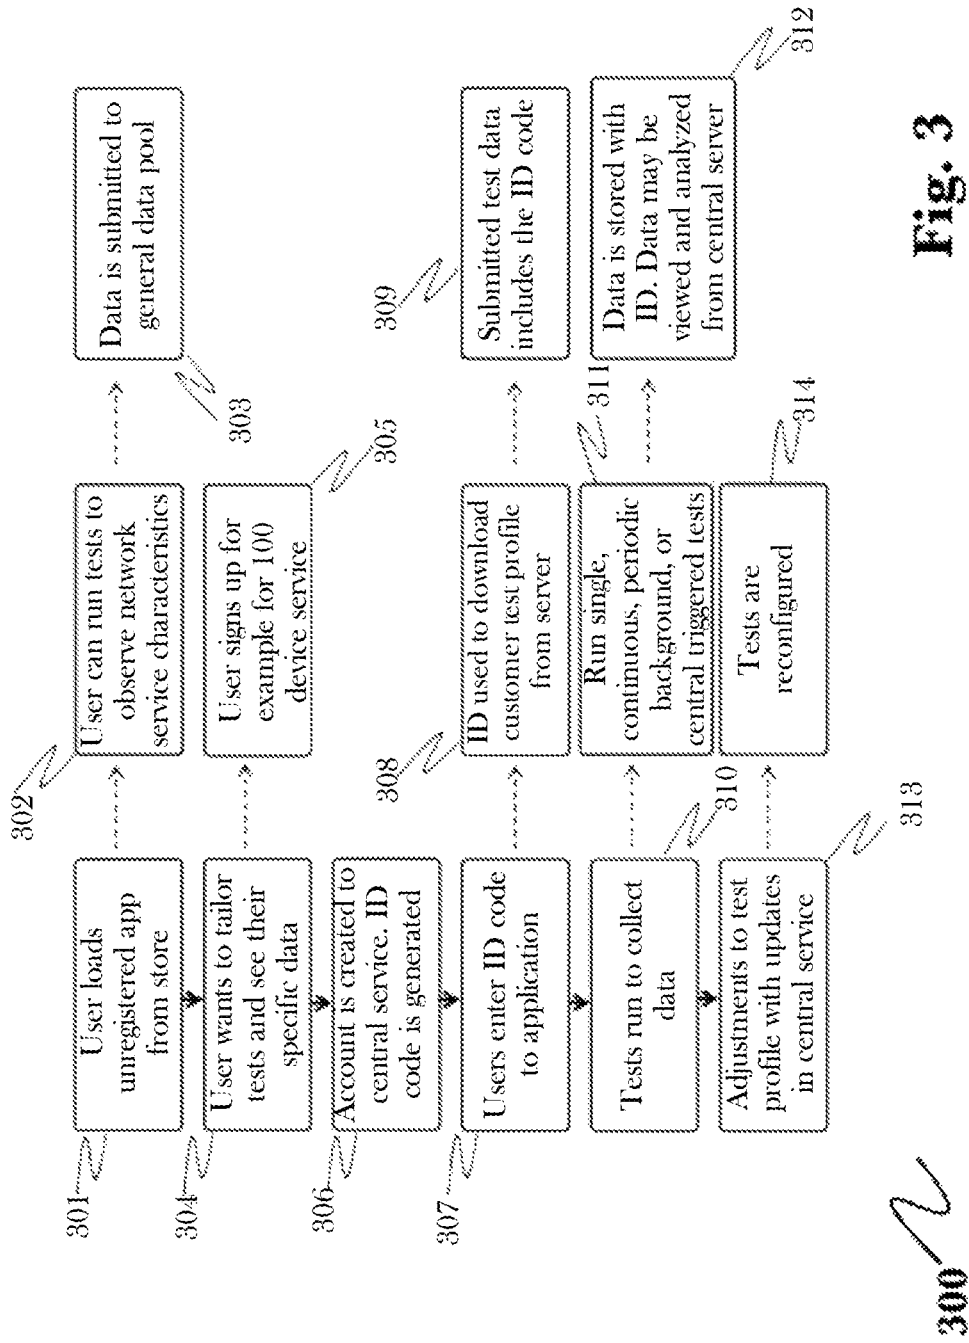 301
User loads
unregistered app
from store
302
User can run tests to
observe network
service characteristics
303
Data is submitted to
general data pool
304
User wants to tailor
tests and see their
specific data
305
User signs up for
example for 100
device service
306
Account is created to
central service. ID
code is generated
307
Users enter ID code
to application
308
ID used to download
customer test profile
from server
309
Submitted test data
includes the ID code
310
Tests run to collect
data
311
Run single,
continuous, periodic
background, or
central triggered tests
312
Data is stored with
ID. Data may be
viewed and analyzed
from central server
313
Adjustments to test
profile with updates
in central service
314
Tests are
reconfigured
300
Fig. 3